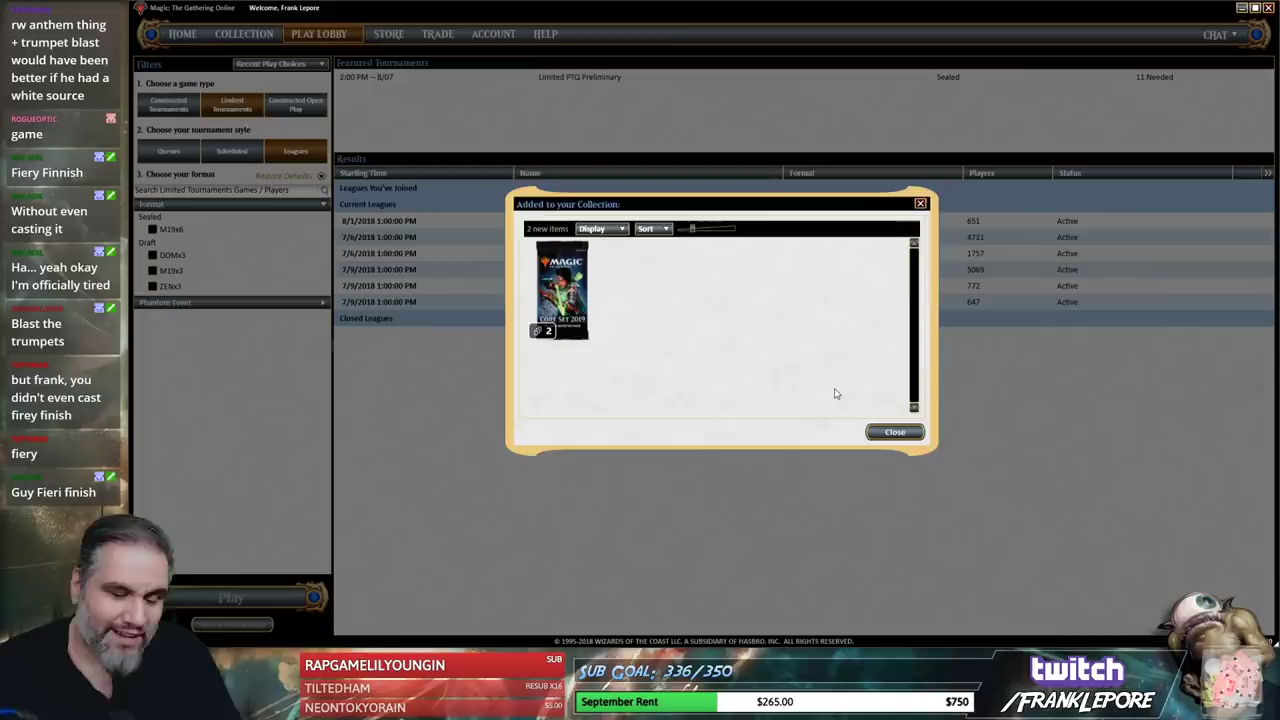 rw anthem thing
+ trumpet blast
would have been
better if he had a
white source
ROGUEOPTIC
game
Fiery Finnish
Without even
casting it
Ha... yeah okay
I'm officially tired
Blast the
trumpets
but frank, you
didn't even cast
firey finish
fiery
Guy Fieri finish
Magic: The Gathering Online Welcome, Frank Lepore
HOME COLLECTION PLAY LOBBY STORE TRADE ACCOUNT HELP CHAT
Filters Recent Play Choices
1. Choose a game type
Constructed Tournaments Limited Tournaments Constructed Open Play
2. Choose your tournament style
Queues Scheduled Leagues
3. Choose your format Restore Defaults
Search Limited Tournaments Games / Players
Format
Sealed
M19x6
Draft
DOMx3
M19x3
ZENx3
Phantom Event
Play
Featured Tournaments
2:00 PM -- 8/07 Limited PTQ Preliminary Sealed 11 Needed
Results
Starting Time Name Format Players Status >>
Leagues You've Joined
Current Leagues
8/1/2018 1:00:00 PM 651 Active
7/6/2018 1:00:00 PM 4731 Active
7/6/2018 1:00:00 PM 1757 Active
7/9/2018 1:00:00 PM 5069 Active
7/9/2018 1:00:00 PM 772 Active
7/9/2018 1:00:00 PM 647 Active
Closed Leagues
Added to your Collection:
2 new items Display Sort
MAGIC
CORE SET 2019
2
Close
© 1995-2018 WIZARDS OF THE COAST LLC. A SUBSIDIARY OF HASBRO, INC. ALL RIGHTS RESERVED.
RAPGAMELILYOUNGIN SUB
TILTEDHAM RESUB X16
NEONTOKYORAIN $5.00
SUB GOAL: 336/350
September Rent $265.00 $750
twitch
/FRANKLEPORE